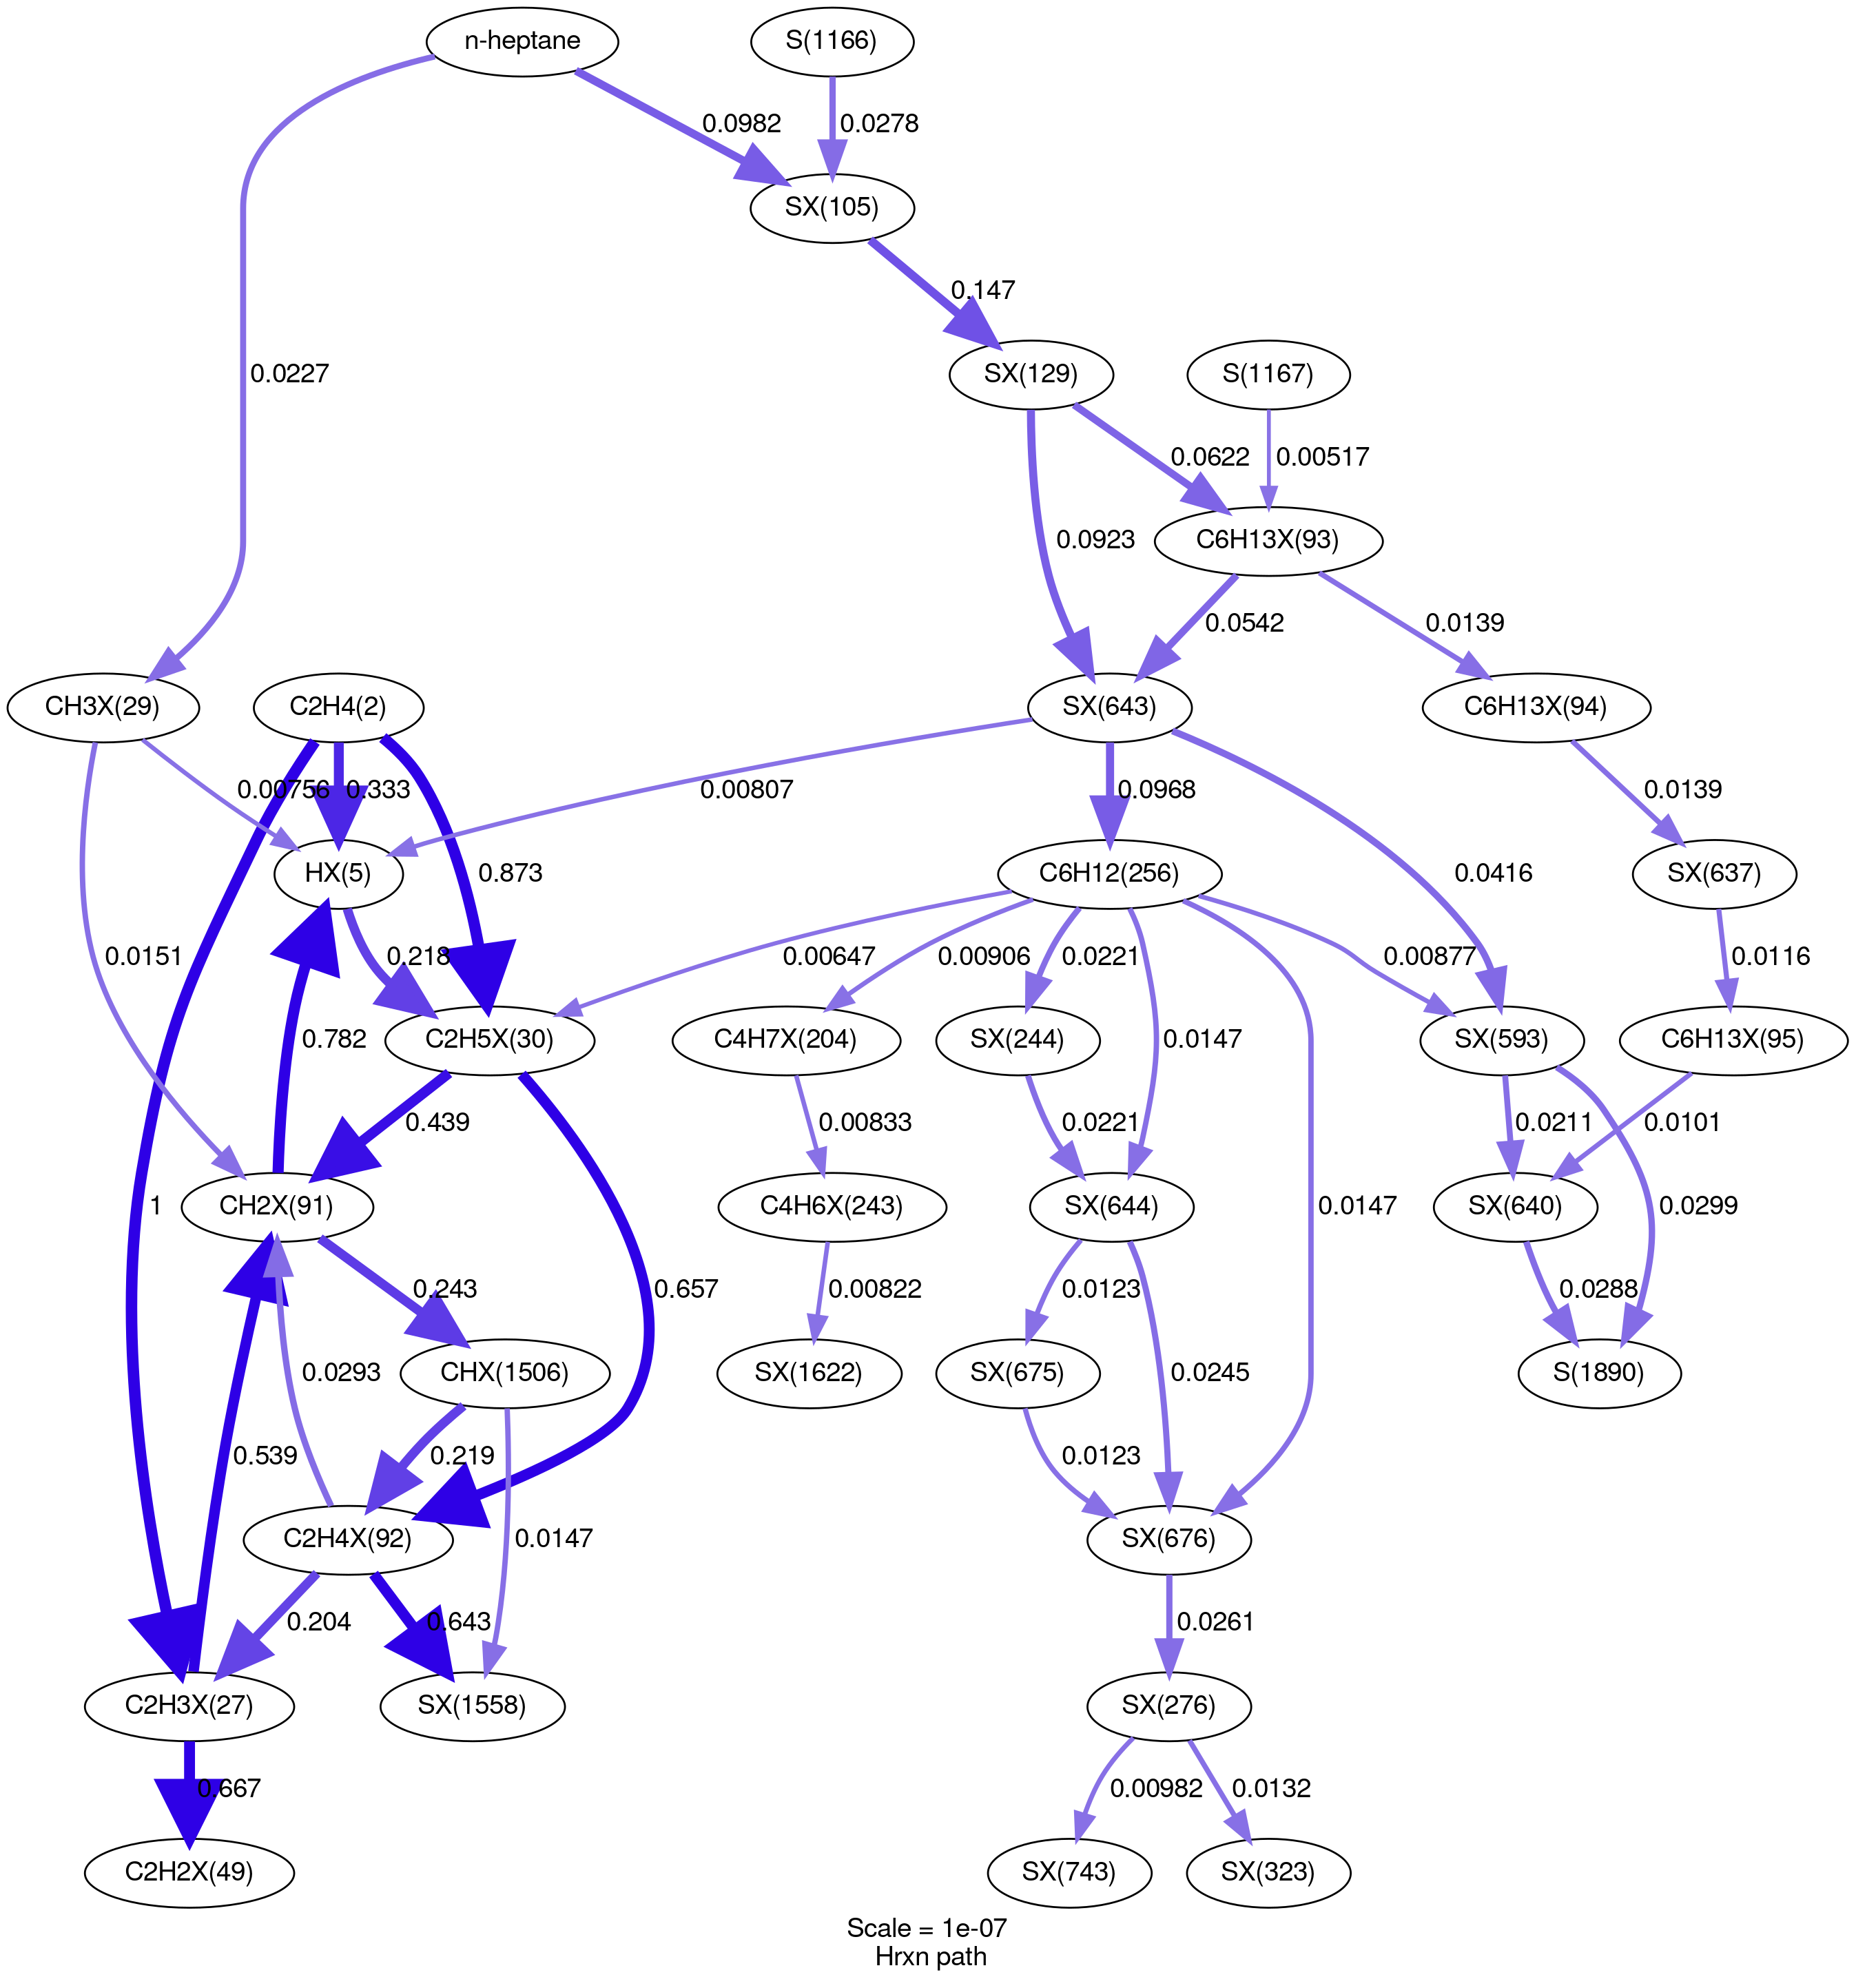 n-heptane
S(1166)
0.0982
0.0278
SX(105)
0.147
0.0227
SX(129)
S(1167)
0.0923
0.0622
0.00517
C6H13X(93)
0.0542
0.0139
CH3X(29)
C2H4(2)
SX(643)
C6H13X(94)
0.00756
0.333
0.873
0.00807
0.0968
0.0416
0.0139
HX(5)
C6H12(256)
SX(637)
0.0151
0.782
0.218
0.00647
0.00906
0.0221
0.0147
0.00877
0.0116
C2H5X(30)
C4H7X(204)
SX(244)
SX(593)
C6H13X(95)
0.439
0.00833
0.0221
0.0211
0.0101
1
CH2X(91)
0.657
C4H6X(243)
SX(644)
0.0147
SX(640)
0.0299
0.243
0.00822
0.0123
0.0288
0.0293
CHX(1506)
SX(1622)
SX(675)
0.0245
S(1890)
0.539
0.219
0.0123
C2H4X(92)
0.0147
SX(676)
0.204
0.643
0.0261
C2H3X(27)
SX(1558)
SX(276)
0.667
0.00982
0.0132
C2H2X(49)
SX(743)
SX(323)
Scale = 1e-07
Hrxn path